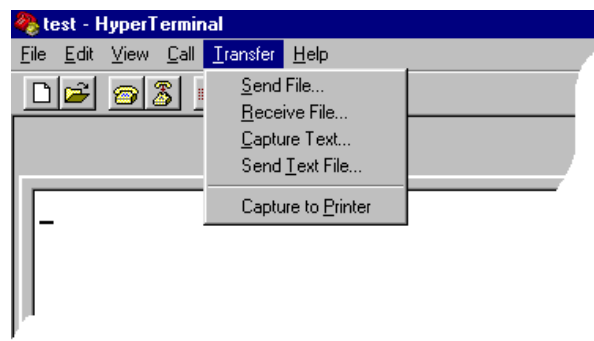 test - HyperTerminal
File Edit View Call Transfer Help
Send File...
Receive File...
Capture Text...
Send Text File...
Capture to Printer